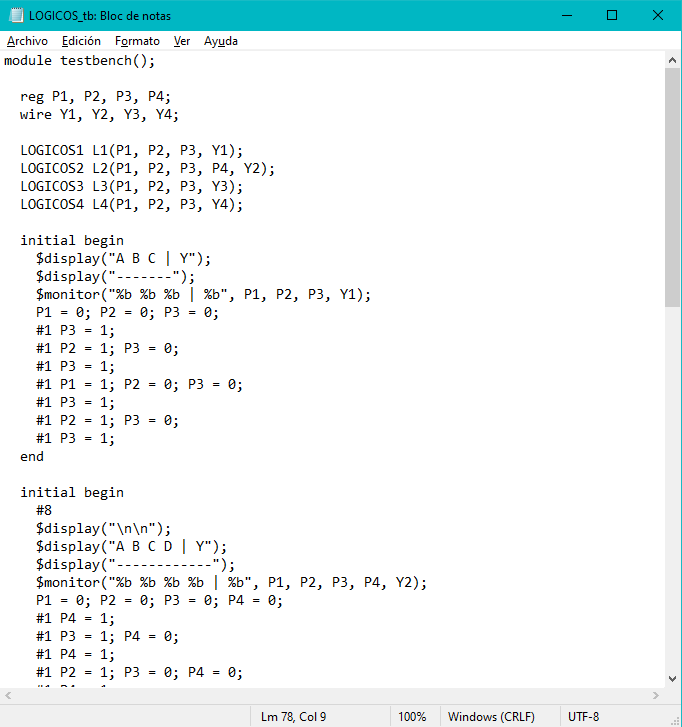 LOGICOS_tb: Bloc de notas
Archivo Edición Formato Ver Ayuda
module testbench();
reg P1, P2, P3, P4;
wire Y1, Y2, Y3, Y4;
LOGICOS1 L1(P1, P2, P3, Y1);
LOGICOS2 L2(P1, P2, P3, P4, Y2);
LOGICOS3 L3(P1, P2, P3, Y3);
LOGICOS4 L4(P1, P2, P3, Y4);
initial begin
$display("A B C | Y");
$display("-------");
$monitor("%b %b %b | %b", P1, P2, P3, Y1);
P1 = 0; P2 = 0; P3 = 0;
#1 P3 = 1;
#1 P2 = 1; P3 = 0;
#1 P3 = 1;
#1 P1 = 1; P2 = 0; P3 = 0;
#1 P3 = 1;
#1 P2 = 1; P3 = 0;
#1 P3 = 1;
end
initial begin
#8
$display("\n\n");
$display("A B C D | Y");
$display("------------");
$monitor("%b %b %b %b | %b", P1, P2, P3, P4, Y2);
P1 = 0; P2 = 0; P3 = 0; P4 = 0;
#1 P4 = 1;
#1 P3 = 1; P4 = 0;
#1 P4 = 1;
#1 P2 = 1; P3 = 0; P4 = 0;
Lm 78, Col 9 100% Windows (CRLF) UTF-8